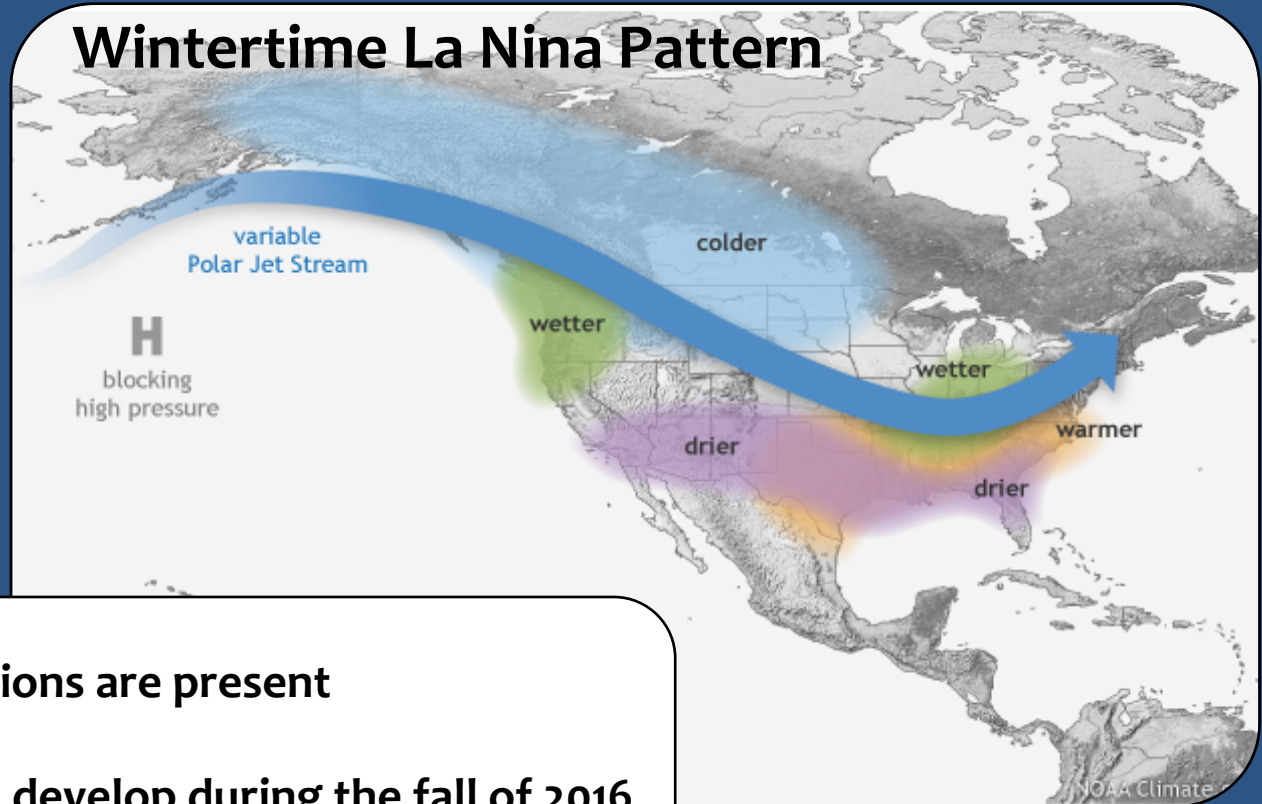 Wintertime La Nina Pattern
variable
Polar Jet Stream
colder
H
blocking
high pressure
wetter
wetter
warmer
drier
drier
are present
develop during the fall of 2016
NOAA Climate